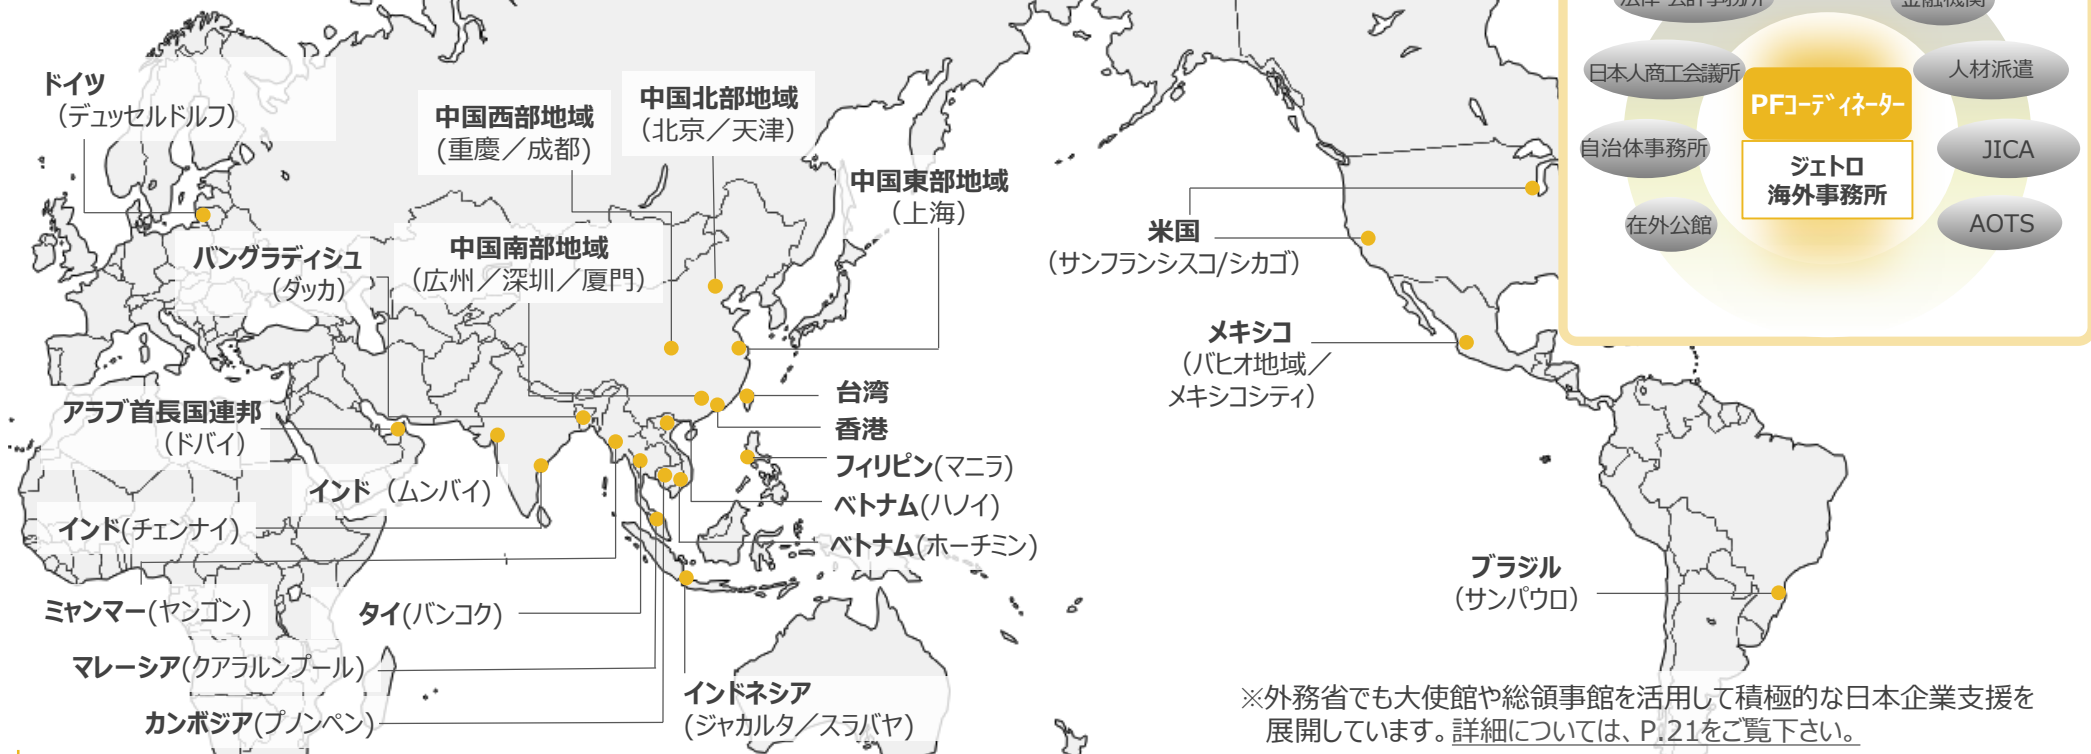 法律・会計事務所
金融機関
日本人商工会議所
人材派遣
PFコーディネーター
自治体事務所
JICA
ジェトロ
海外事務所
在外公館
AOTS
ドイツ
（デュッセルドルフ）
中国西部地域
(重慶／成都)
中国北部地域
（北京／天津）
中国東部地域
（上海）
バングラディシュ
（ダッカ）
中国南部地域
（広州／深圳／厦門）
米国
（サンフランシスコ/シカゴ）
メキシコ
（バヒオ地域／
メキシコシティ）
アラブ首長国連邦
（ドバイ）
台湾
香港
フィリピン(マニラ)
ベトナム(ハノイ)
ベトナム(ホーチミン)
インド（ムンバイ)
インド(チェンナイ)
ミャンマー(ヤンゴン)
タイ(バンコク)
マレーシア(クアラルンプール)
カンボジア(プノンペン)
インドネシア
(ジャカルタ／スラバヤ)
ブラジル
（サンパウロ）
※外務省でも大使館や総領事館を活用して積極的な日本企業支援を
展開しています。詳細については、P.21をご覧下さい。